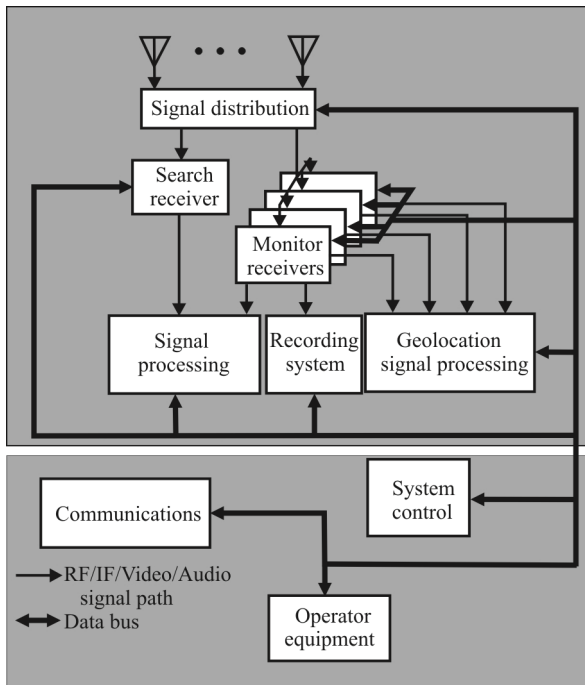 Signal distribution
Search
receiver
Monitor
receivers
Signal
processing
Recording
system
Geolocation
signal processing
System
control
Communications
RF/IF/Video/Audio
signal path
Data bus
Operator
equipment